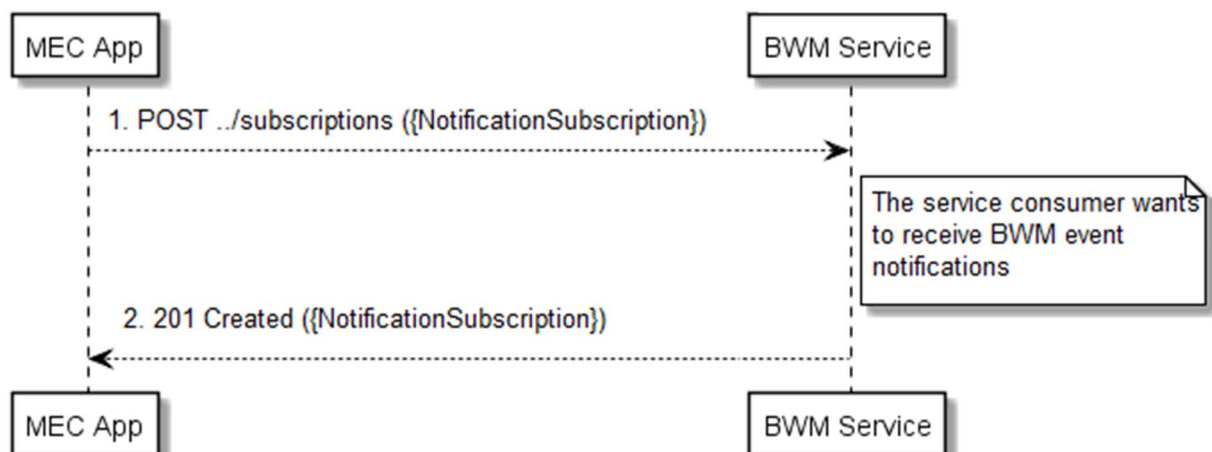 MEC App
BWM Service
1. POST ../subscriptions ({NotificationSubscription})
The service consumer wants
to receive BWM event
notifications
2. 201 Created ({NotificationSubscription})
MEC App
BWM Service